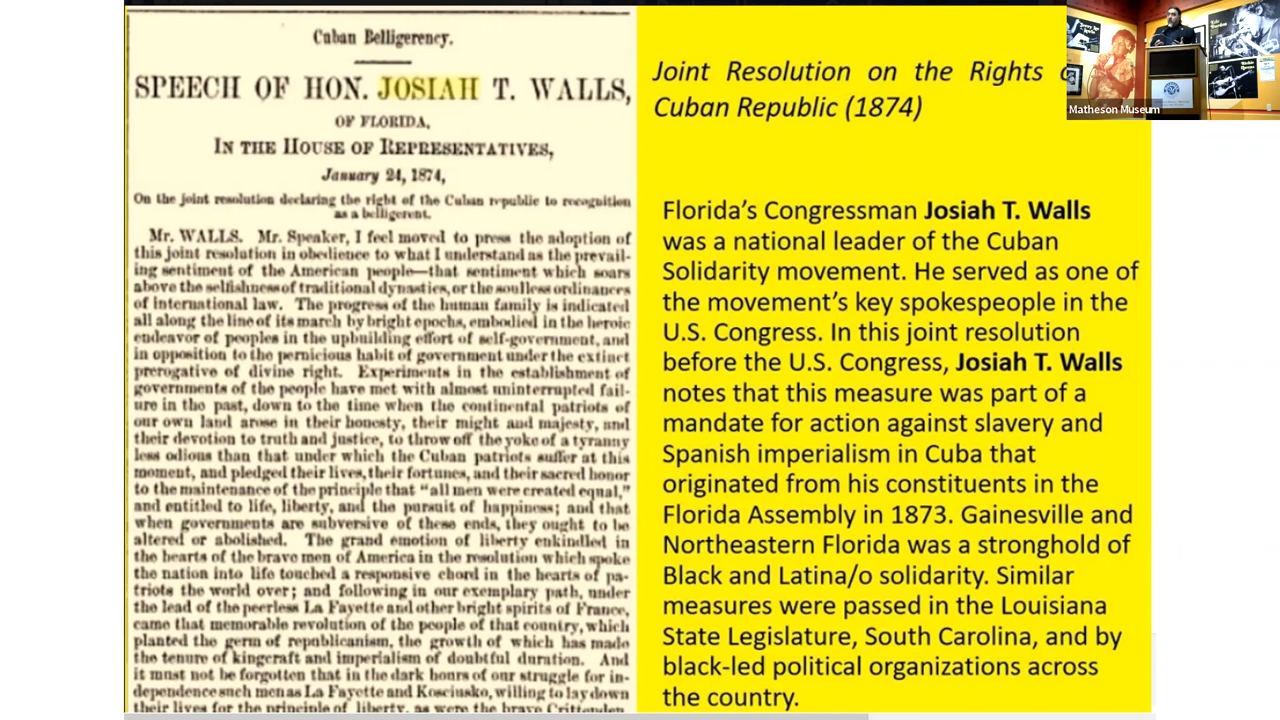 Cuban Belligerency.
SPEECH OF HON. JOSIAH T. WALLS,
OF FLORIDA,
IN THE HOUSE OF REPRESENTATIVES,
January 24, 1874,
On the joint resolution declaring the right of the Cuban republic to recognition
as a belligerent.
Mr. WALLS. Mr. Speaker, I feel moved to press the adoption of
this joint resolution in obedience to what I understand as the prevail-
ing sentiment of the American people—that sentiment which soars
above the selfishness of traditional dynasties, or the soulless ordinances
of international law. The progress of the human family is indicated
all along the line of its march by bright epochs, embodied in the heroic
endeavor of peoples in the upbuilding effort of self-government, and
in opposition to the pernicious habit of government under the extinct
prerogative of divine right. Experiments in the establishment of
governments of the people have met with almost uninterrupted fail-
ure in the past, down to the time when the continental patriots of
our own land arose in their honesty, their might and majesty, and
their devotion to truth and justice, to throw off the yoke of a tyranny
less odious than that under which the Cuban patriots suffer at this
moment, and pledged their lives, their fortunes, and their sacred honor
to the maintenance of the principle that "all men were created equal,"
and entitled to life, liberty, and the pursuit of happiness; and that
when governments are subversive of these ends, they ought to be
altered or abolished. The grand emotion of liberty enkindled in
the hearts of the brave men of America in the resolution which spoke
the nation into life touched a responsive chord in the hearts of pa-
triots the world over; and following in our exemplary path, under
the lead of the peerless La Fayette and other bright spirits of France,
came that memorable revolution of the people of that country, which
planted the germ of republicanism, the growth of which has made
the tenure of kingcraft and imperialism of doubtful duration. And
it must not be forgotten that in the dark hours of our struggle for in-
dependence such men as La Fayette and Kosciusko, willing to lay down
their lives for the principle of liberty, as were the brave Crittenden
Joint Resolution on the Rights
Cuban Republic (1874)
Florida's Congressman Josiah T. Walls
was a national leader of the Cuban
Solidarity movement. He served as one of
the movement's key spokespeople in the
U.S. Congress. In this joint resolution
before the U.S. Congress, Josiah T. Walls
notes that this measure was part of a
mandate for action against slavery and
Spanish imperialism in Cuba that
originated from his constituents in the
Florida Assembly in 1873. Gainesville and
Northeastern Florida was a stronghold of
Black and Latina/o solidarity. Similar
measures were passed in the Louisiana
State Legislature, South Carolina, and by
black-led political organizations across
the country.
Matheson Museum